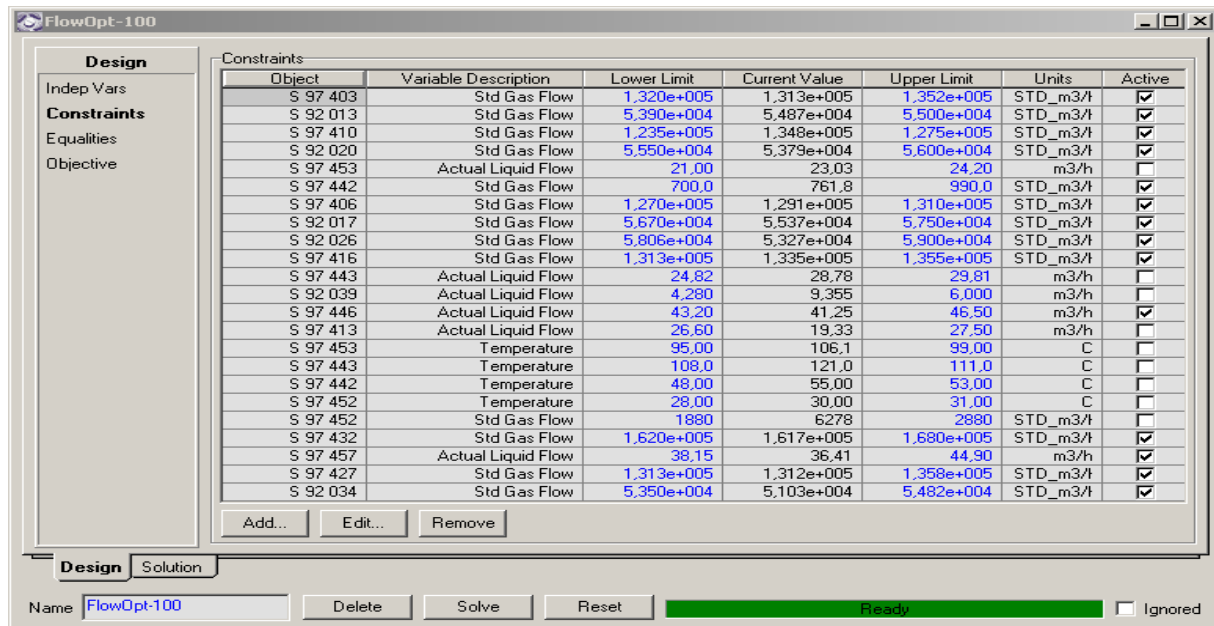 FlowOpt-100
Design
Indep Vars
Constraints
Equalities
Objective
Constraints
Object Variable Description Lower Limit Current Value Upper Limit Units Active
S 97 403 Std Gas Flow 1,320e+005 1,313e+005 1,352e+005 STD_m3/h
S 92 013 Std Gas Flow 5,390e+004 5,487e+004 5,500e+004 STD_m3/h
S 97 410 Std Gas Flow 1,235e+005 1,348e+005 1,275e+005 STD_m3/h
S 92 020 Std Gas Flow 5,550e+004 5,379e+004 5,600e+004 STD_m3/h
S 97 453 Actual Liquid Flow 21,00 23,03 24,20 m3/h
S 97 442 Std Gas Flow 700,0 761,8 990,0 STD_m3/h
S 97 406 Std Gas Flow 1,270e+005 1,291e+005 1,310e+005 STD_m3/h
S 92 017 Std Gas Flow 5,670e+004 5,537e+004 5,750e+004 STD_m3/h
S 92 026 Std Gas Flow 5,806e+004 5,327e+004 5,900e+004 STD_m3/h
S 97 416 Std Gas Flow 1,313e+005 1,335e+005 1,355e+005 STD_m3/h
S 97 443 Actual Liquid Flow 24,82 28,78 29,81 m3/h
S 92 039 Actual Liquid Flow 4,280 9,355 6,000 m3/h
S 97 446 Actual Liquid Flow 43,20 41,25 46,50 m3/h
S 97 413 Actual Liquid Flow 26,60 19,33 27,50 m3/h
S 97 453 Temperature 95,00 106,1 99,00 C
S 97 443 Temperature 108,0 121,0 111,0 C
S 97 442 Temperature 48,00 55,00 53,00 C
S 97 452 Temperature 28,00 30,00 31,00 C
S 97 452 Std Gas Flow 1880 6278 2880 STD_m3/h
S 97 432 Std Gas Flow 1,620e+005 1,617e+005 1,680e+005 STD_m3/h
S 97 457 Actual Liquid Flow 38,15 36,41 44,90 m3/h
S 97 427 Std Gas Flow 1,313e+005 1,312e+005 1,358e+005 STD_m3/h
S 92 034 Std Gas Flow 5,350e+004 5,103e+004 5,482e+004 STD_m3/h
Add... Edit... Remove
Design Solution
Name FlowOpt-100 Delete Solve Reset Ready Ignored